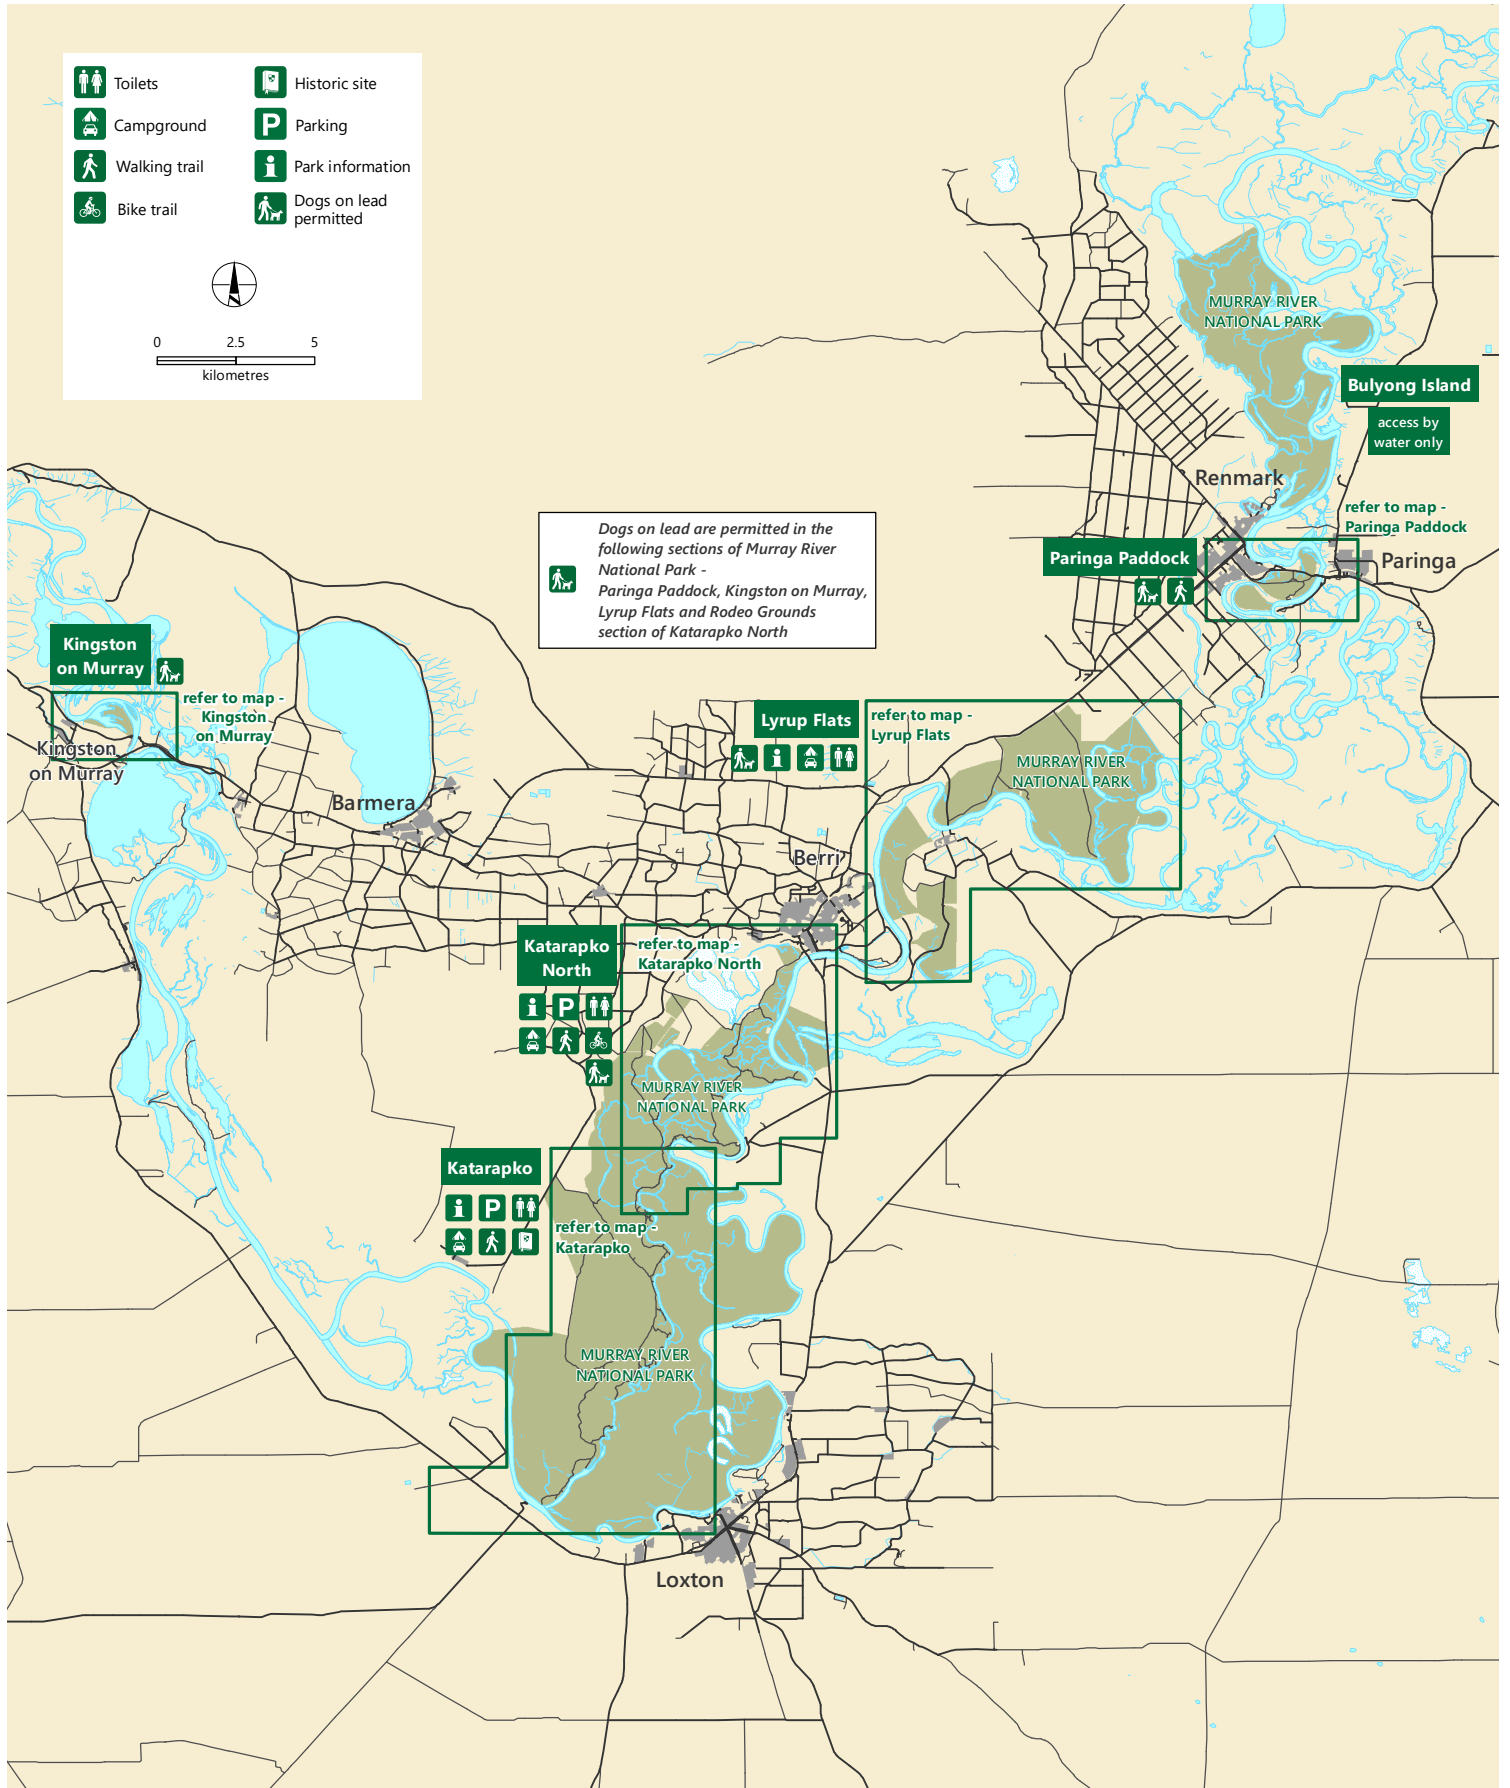 Toilets
Campground
Walking trail
Bike trail
Historic site
P
Parking
Park information
Dogs on lead
permitted
0 2.5 5
kilometres
MURRAY RIVER
NATIONAL PARK
Bulyong Island
access by
water only
Renmark
refer to map -
Paringa Paddock
Paringa Paddock
Paringa
Dogs on lead are permitted in the
following sections of Murray River
National Park -
Paringa Paddock, Kingston on Murray,
Lyrup Flats and Rodeo Grounds
section of Katarapko North
Kingston
on Murray
refer to map -
Kingston
on Murray
Kingston
on Murray
Barmera
Lyrup Flats
refer to map -
Lyrup Flats
MURRAY RIVER
NATIONAL PARK
Berri
Katarapko
North
refer to map -
Katarapko North
P
MURRAY RIVER
NATIONAL PARK
Katarapko
P
refer to map -
Katarapko
MURRAY RIVER
NATIONAL PARK
Loxton